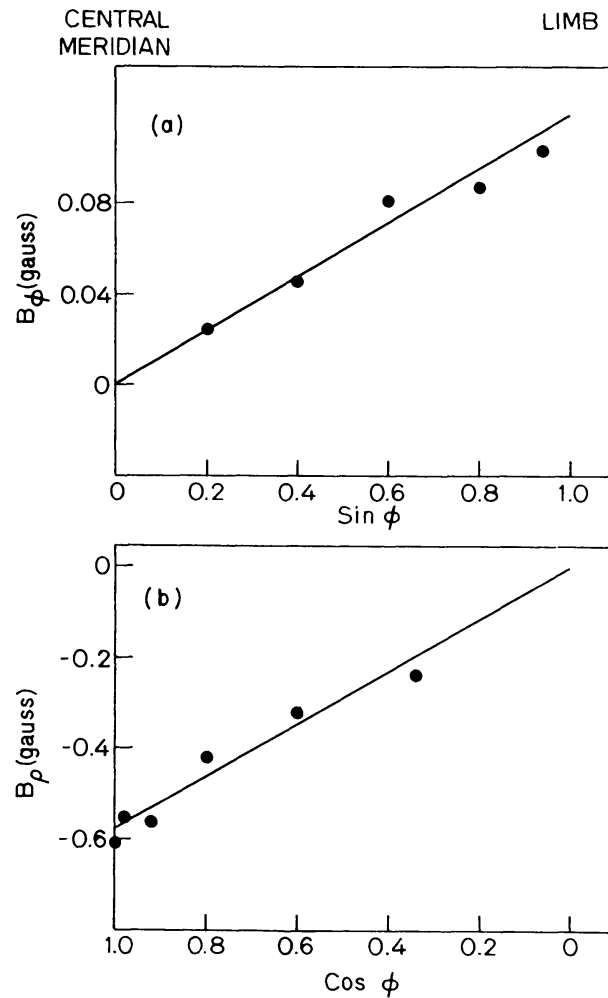 CENTRAL
MERIDIAN
LIMB
(a)
0.08
0.04
0
Bϕ(gauss)
0 0.2 0.4 0.6 0.8 1.0
Sin ϕ
(b)
0
-0.2
-0.4
-0.6
Bρ(gauss)
1.0 0.8 0.6 0.4 0.2 0
Cos ϕ